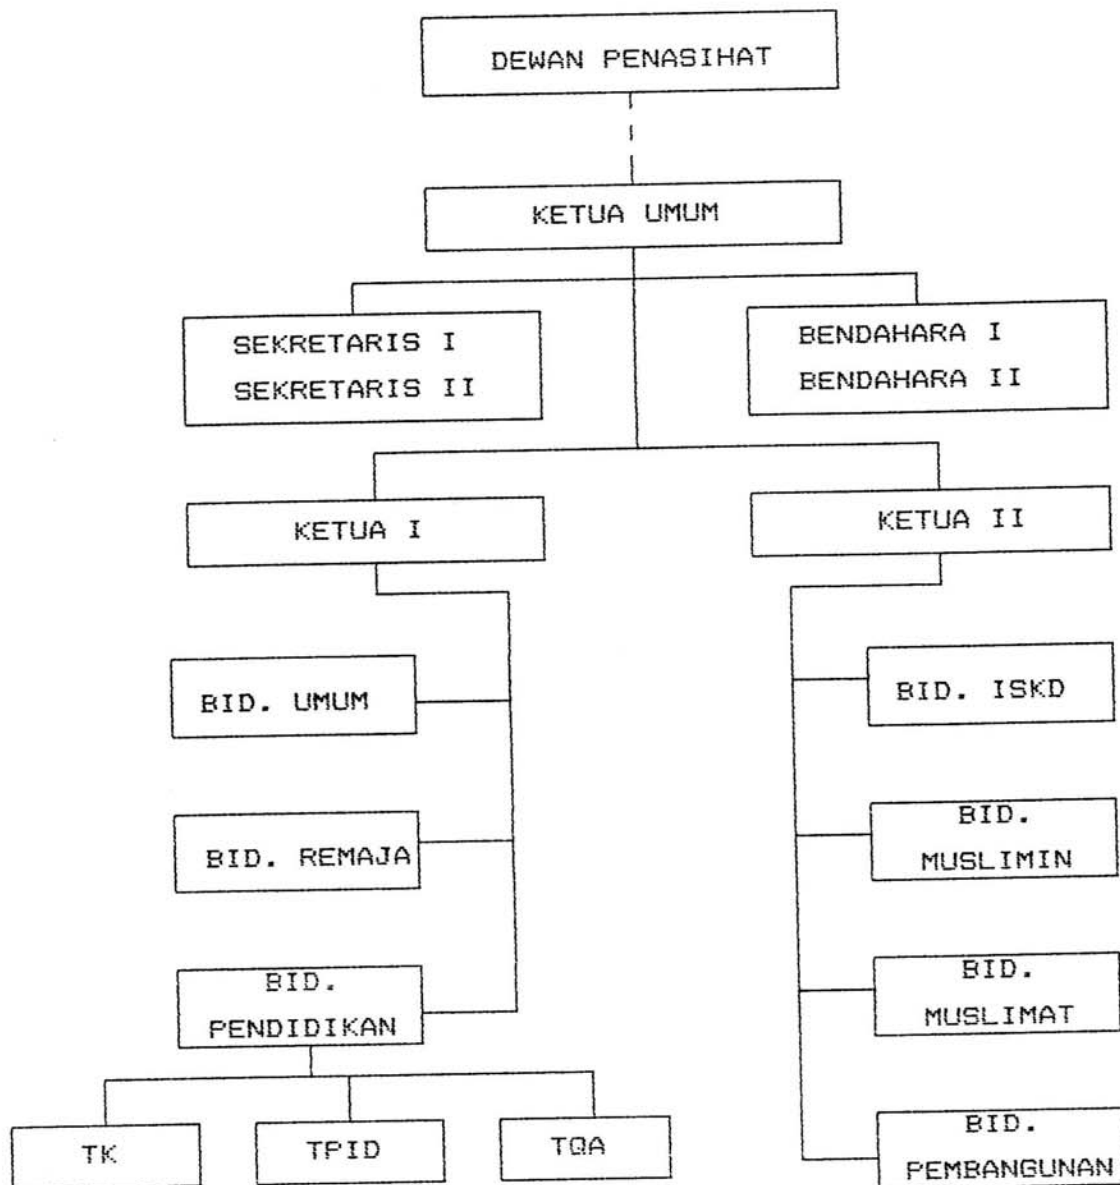 DEWAN PENASIHAT
KETUA UMUM
SEKRETARIS I
SEKRETARIS II
BENDAHARA I
BENDAHARA II
KETUA I
KETUA II
BID. UMUM
BID. REMAJA
BID.
PENDIDIKAN
TK
TPID
TQA
BID. ISKD
BID.
MUSLIMIN
BID.
MUSLIMAT
BID.
PEMBANGUNAN